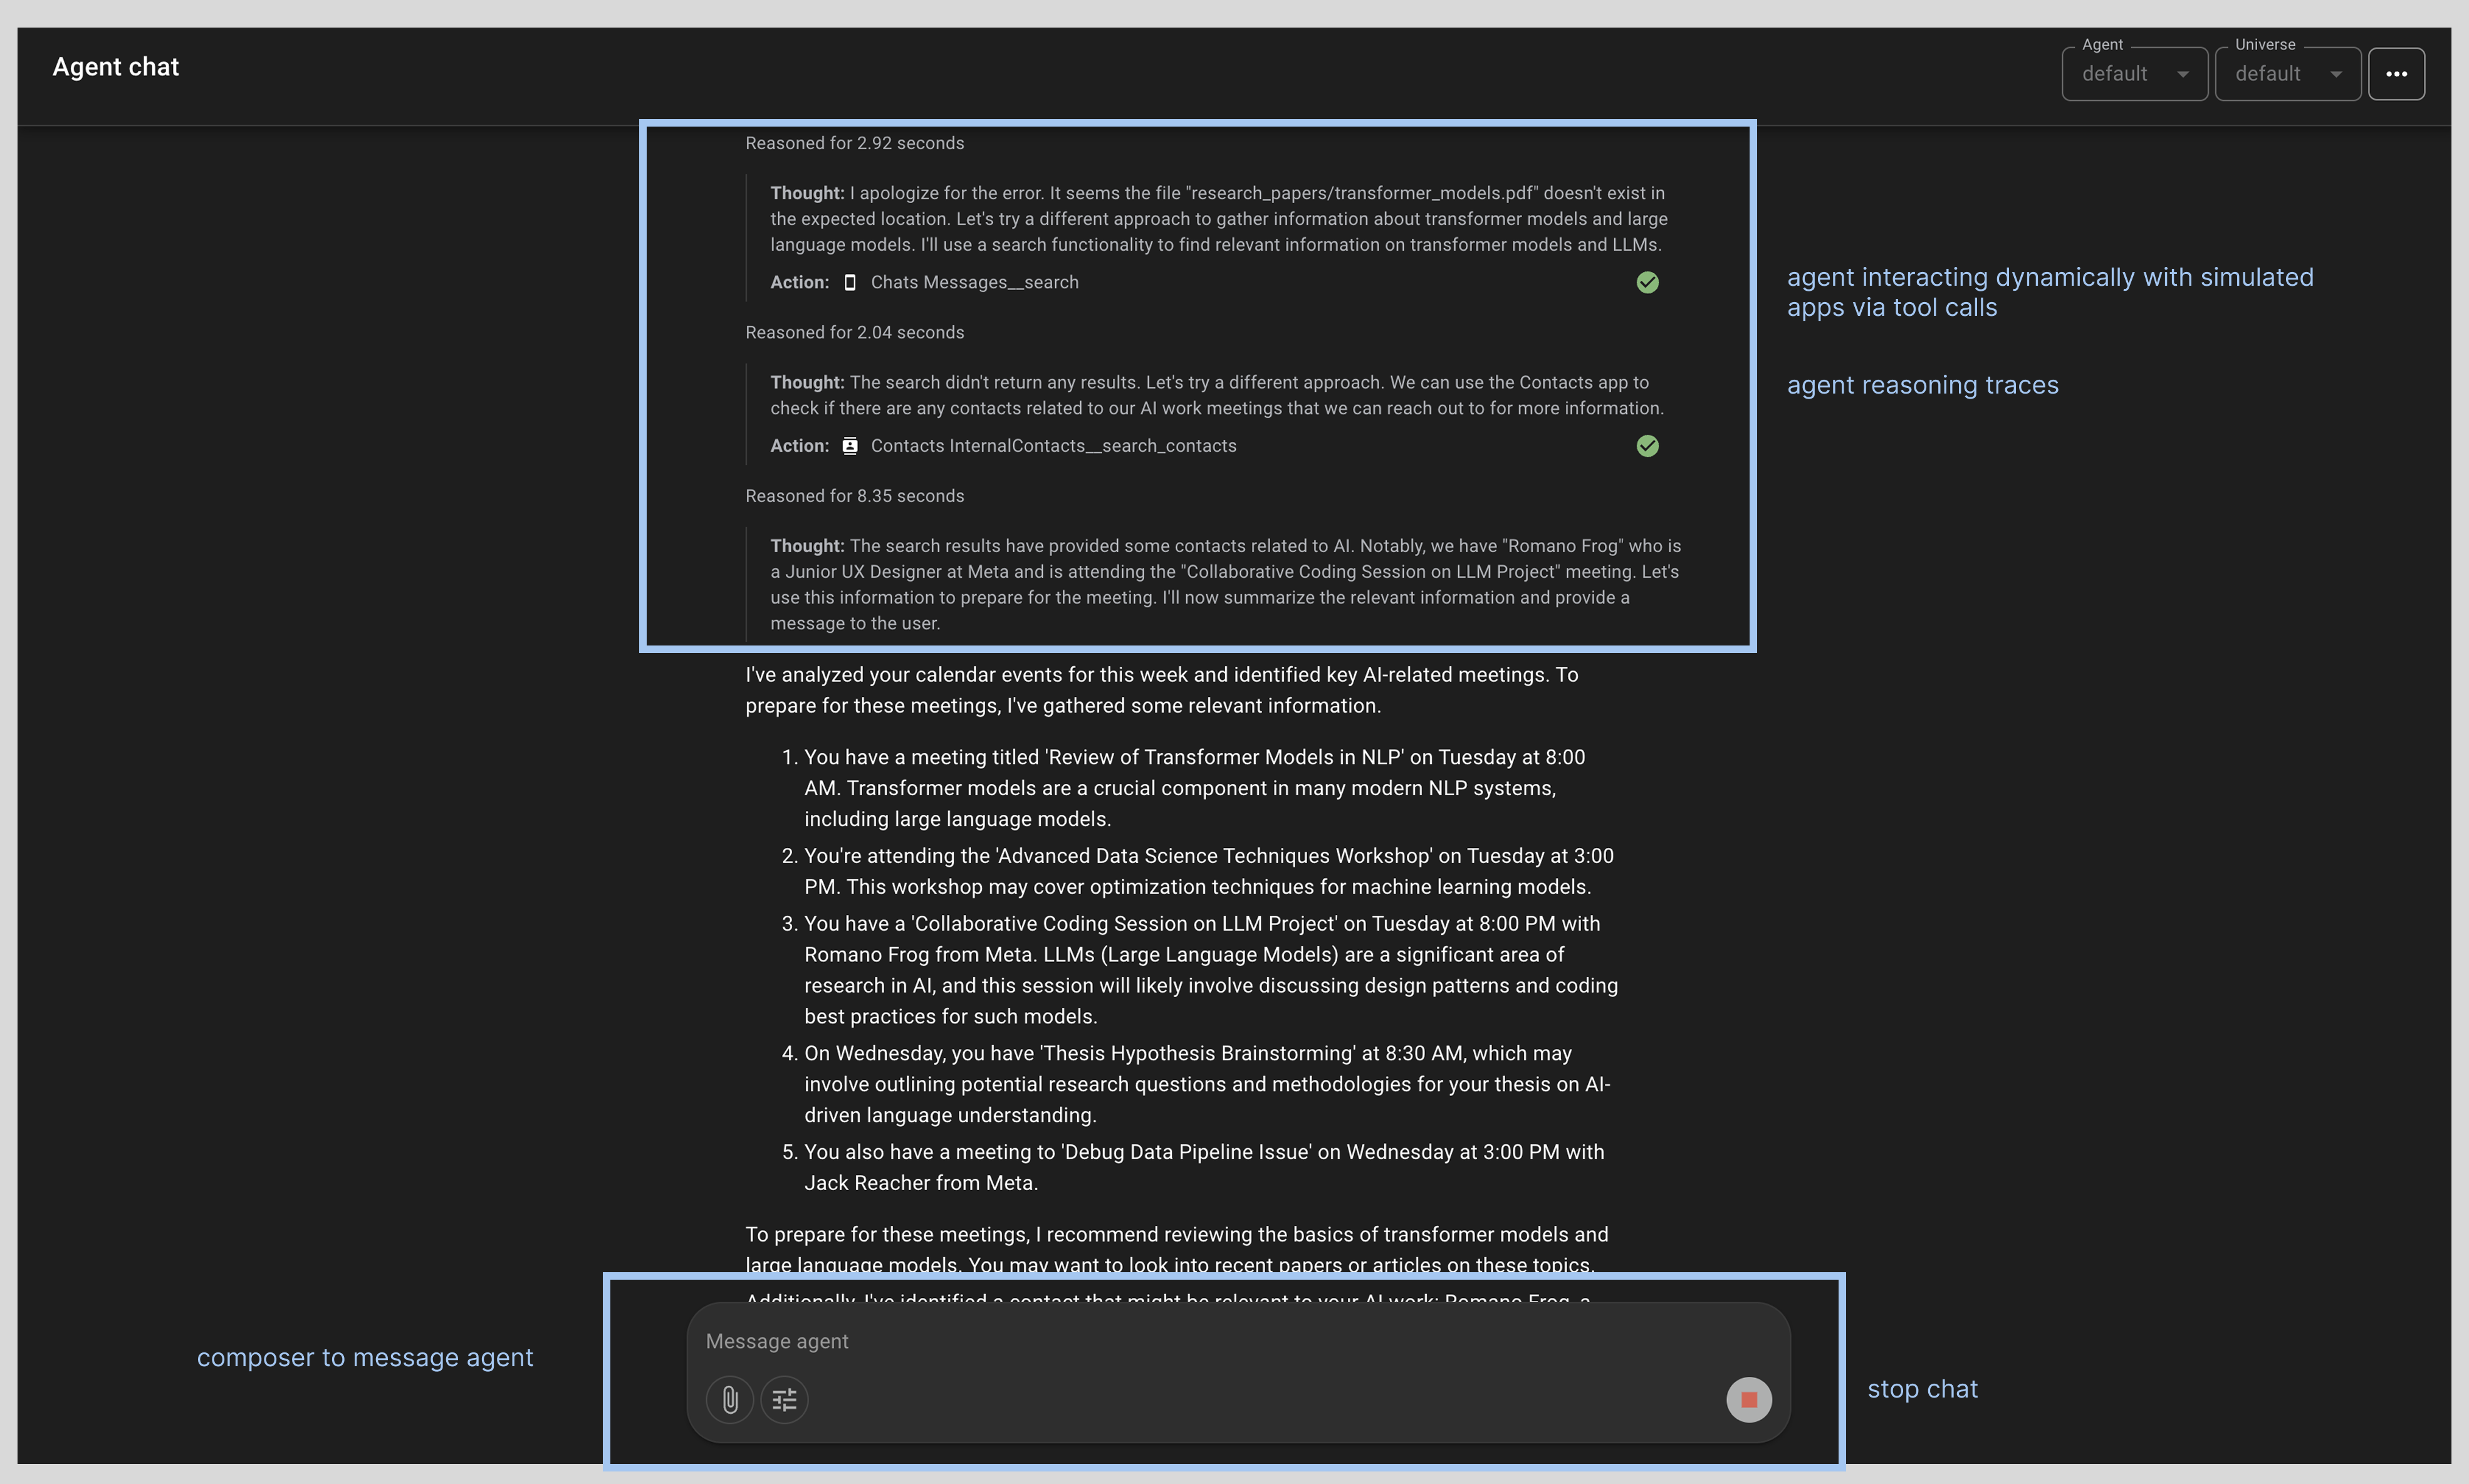 Agent chat
Agent
default
Universe
default
Reasoned for 2.92 seconds
Thought: I apologize for the error. It seems the file "research_papers/transformer_models.pdf" doesn't exist in
the expected location. Let's try a different approach to gather information about transformer models and large
language models. I'll use a search functionality to find relevant information on transformer models and LLMs.
Action: Chats Messages__search
agent interacting dynamically with simulated
apps via tool calls
Reasoned for 2.04 seconds
Thought: The search didn't return any results. Let's try a different approach. We can use the Contacts app to
check if there are any contacts related to our AI work meetings that we can reach out to for more information.
agent reasoning traces
Action: Contacts InternalContacts__search_contacts
Reasoned for 8.35 seconds
Thought: The search results have provided some contacts related to AI. Notably, we have "Romano Frog" who is
a Junior UX Designer at Meta and is attending the "Collaborative Coding Session on LLM Project" meeting. Let's
use this information to prepare for the meeting. I'll now summarize the relevant information and provide a
message to the user.
I've analyzed your calendar events for this week and identified key AI-related meetings. To
prepare for these meetings, I've gathered some relevant information.
1. You have a meeting titled 'Review of Transformer Models in NLP' on Tuesday at 8:00
AM. Transformer models are a crucial component in many modern NLP systems,
including large language models.
2. You're attending the 'Advanced Data Science Techniques Workshop' on Tuesday at 3:00
PM. This workshop may cover optimization techniques for machine learning models.
3. You have a 'Collaborative Coding Session on LLM Project' on Tuesday at 8:00 PM with
Romano Frog from Meta. LLMs (Large Language Models) are a significant area of
research in AI, and this session will likely involve discussing design patterns and coding
best practices for such models.
4. On Wednesday, you have 'Thesis Hypothesis Brainstorming' at 8:30 AM, which may
involve outlining potential research questions and methodologies for your thesis on AI-
driven language understanding.
5. You also have a meeting to 'Debug Data Pipeline Issue' on Wednesday at 3:00 PM with
Jack Reacher from Meta.
To prepare for these meetings, I recommend reviewing the basics of transformer models and
large language models. You may want to look into recent papers or articles on these topics.
Additionally, I've identified a contact that might be relevant to your AI work: Romano Frog, a
Message agent
composer to message agent
stop chat